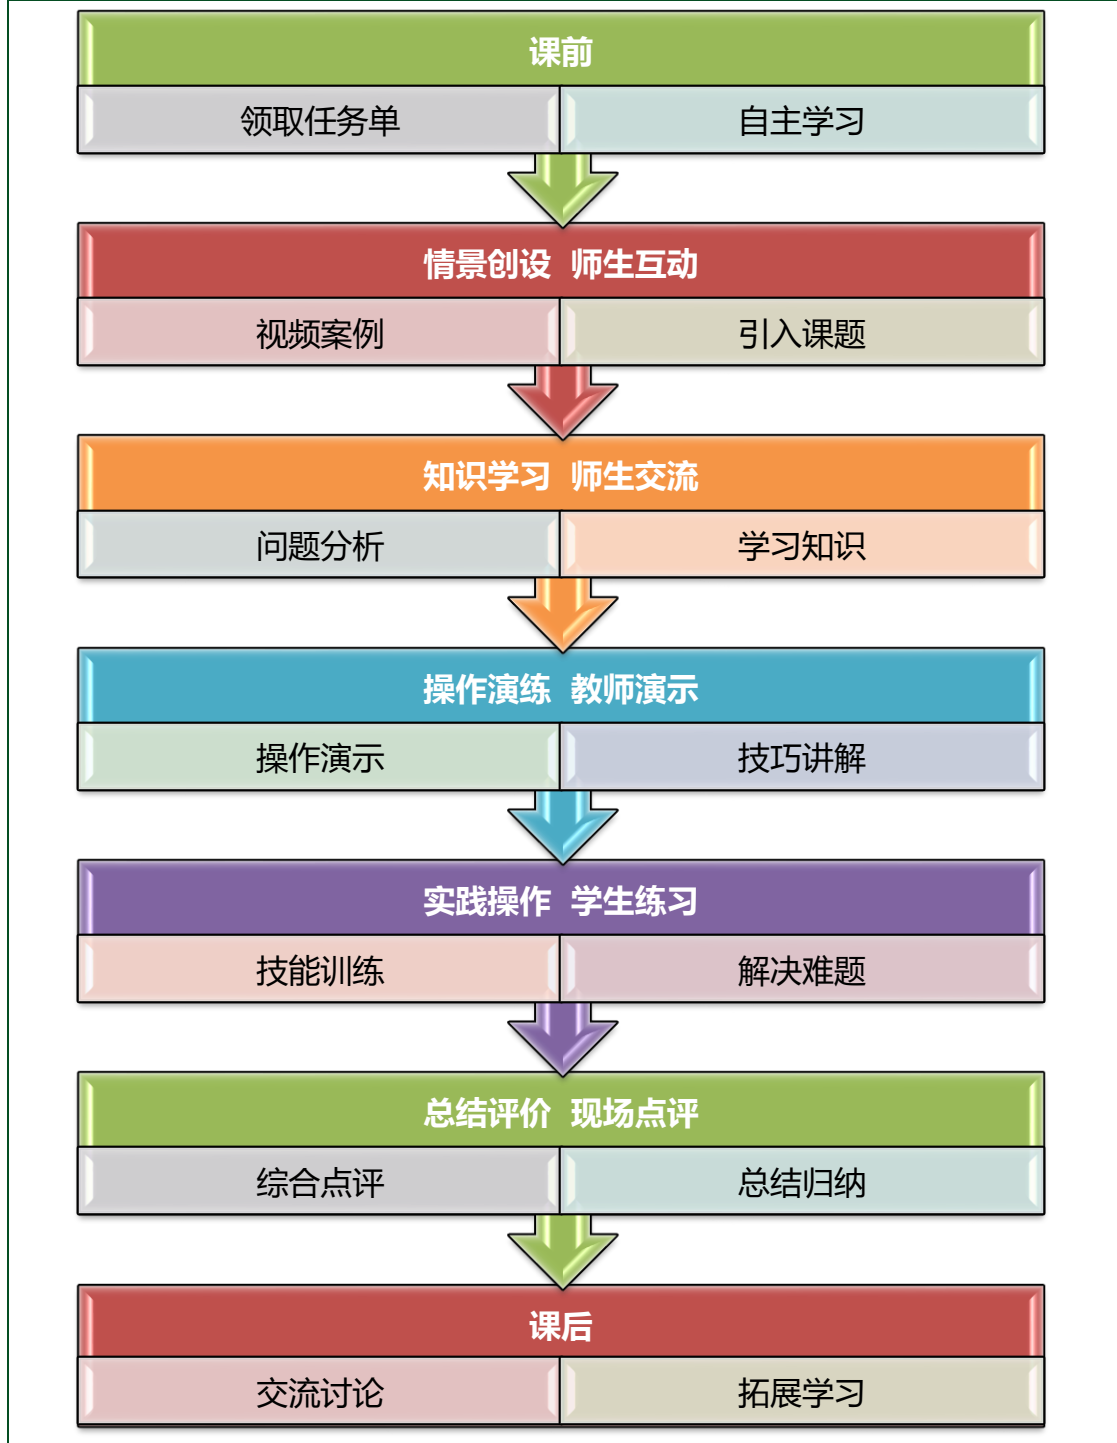 课前
领取任务单 自主学习
情景创设 师生互动
视频案例 引入课题
知识学习 师生交流
问题分析 学习知识
操作演练 教师演示
操作演示 技巧讲解
实践操作 学生练习
技能训练 解决难题
总结评价 现场点评
综合点评 总结归纳
课后
交流讨论 拓展学习